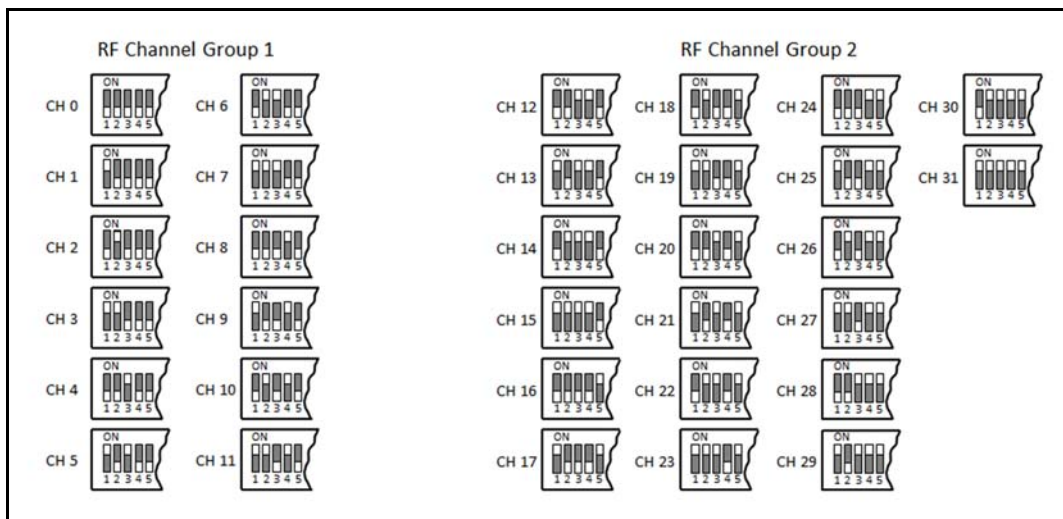 RF Channel Group 1 RF Channel Group 2
ON ON ON ON ON ON
CH 0 CH 6 CH 12 CH 18 CH 24 CH 30
1 2 3 4 5 1 2 3 4 5 1 2 3 4 5 1 2 3 4 5 1 2 3 4 5 1 2 3 4 5
ON ON ON ON ON ON
CH 1 CH 7 CH 13 CH 19 CH 25 CH 31
1 2 3 4 5 1 2 3 4 5 1 2 3 4 5 1 2 3 4 5 1 2 3 4 5 1 2 3 4 5
ON ON ON ON ON
CH 2 CH 8 CH 14 CH 20 CH 26
1 2 3 4 5 1 2 3 4 5 1 2 3 4 5 1 2 3 4 5 1 2 3 4 5
ON ON ON ON ON
CH 3 CH 9 CH 15 CH 21 CH 27
1 2 3 4 5 1 2 3 4 5 1 2 3 4 5 1 2 3 4 5 1 2 3 4 5
ON ON ON ON ON
CH 4 CH 10 CH 16 CH 22 CH 28
1 2 3 4 5 1 2 3 4 5 1 2 3 4 5 1 2 3 4 5 1 2 3 4 5
ON ON ON ON ON
CH 5 CH 11 CH 17 CH 23 CH 29
1 2 3 4 5 1 2 3 4 5 1 2 3 4 5 1 2 3 4 5 1 2 3 4 5